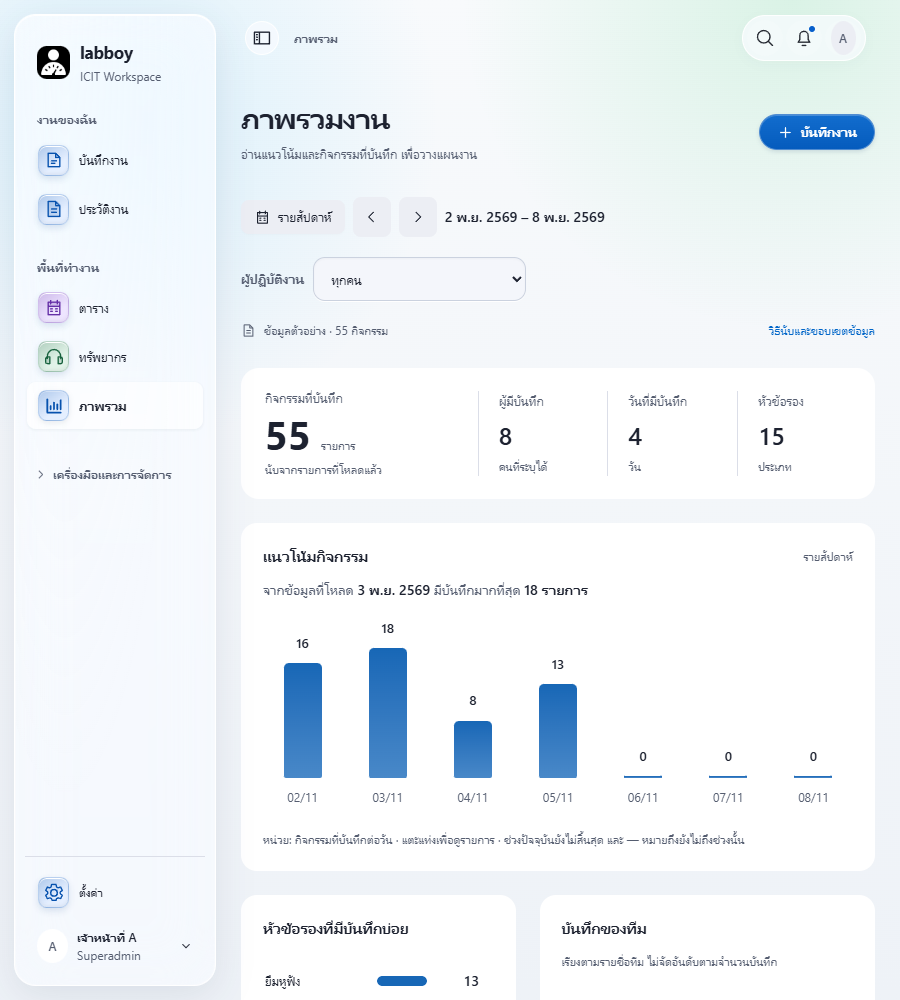 labboy
ICIT Workspace
งานของฉัน
บันทึกงาน
ประวัติงาน
พื้นที่ทำงาน
ตาราง
ทรัพยากร
ภาพรวม
เครื่องมือและการจัดการ
ตั้งค่า
A
เจ้าหน้าที่ A
Superadmin
ภาพรวม
A
ภาพรวมงาน
อ่านแนวโน้มและกิจกรรมที่บันทึก เพื่อวางแผนงาน
บันทึกงาน
รายสัปดาห์
2 พ.ย. 2569 – 8 พ.ย. 2569
ผู้ปฏิบัติงาน
ทุกคน
ข้อมูลตัวอย่าง · 55 กิจกรรม
วิธีนับและขอบเขตข้อมูล
กิจกรรมที่บันทึก
55 รายการ
นับจากรายการที่โหลดแล้ว
ผู้มีบันทึก
8
คนที่ระบุได้
วันที่มีบันทึก
4
วัน
หัวข้อรอง
15
ประเภท
แนวโน้มกิจกรรม
รายสัปดาห์
จากข้อมูลที่โหลด 3 พ.ย. 2569 มีบันทึกมากที่สุด 18 รายการ
16 18 8 13 0 0 0
02/11 03/11 04/11 05/11 06/11 07/11 08/11
หน่วย: กิจกรรมที่บันทึกต่อวัน · แตะแท่งเพื่อดูรายการ · ช่วงปัจจุบันยังไม่สิ้นสุด และ — หมายถึงยังไม่ถึงช่วงนั้น
หัวข้อรองที่มีบันทึกบ่อย
ยืมหูฟัง 13
บันทึกของทีม
เรียงตามรายชื่อทีม ไม่จัดอันดับตามจำนวนบันทึก